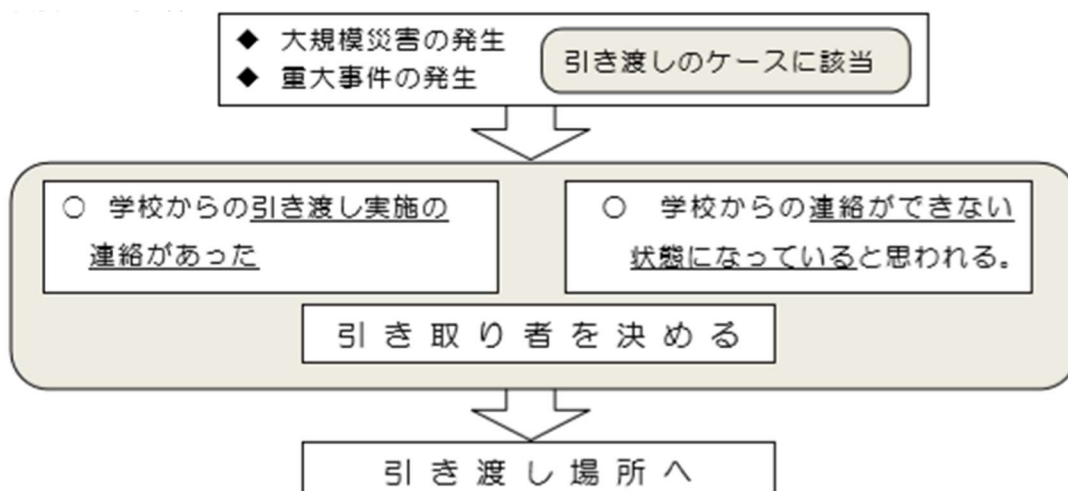 ◆ 大規模災害の発生
◆ 重大事件の発生
引き渡しのケースに該当
○ 学校からの引き渡し実施の
連絡があった
○ 学校からの連絡ができない
状態になっていると思われる。
引き取り者を決める
引き渡し場所へ